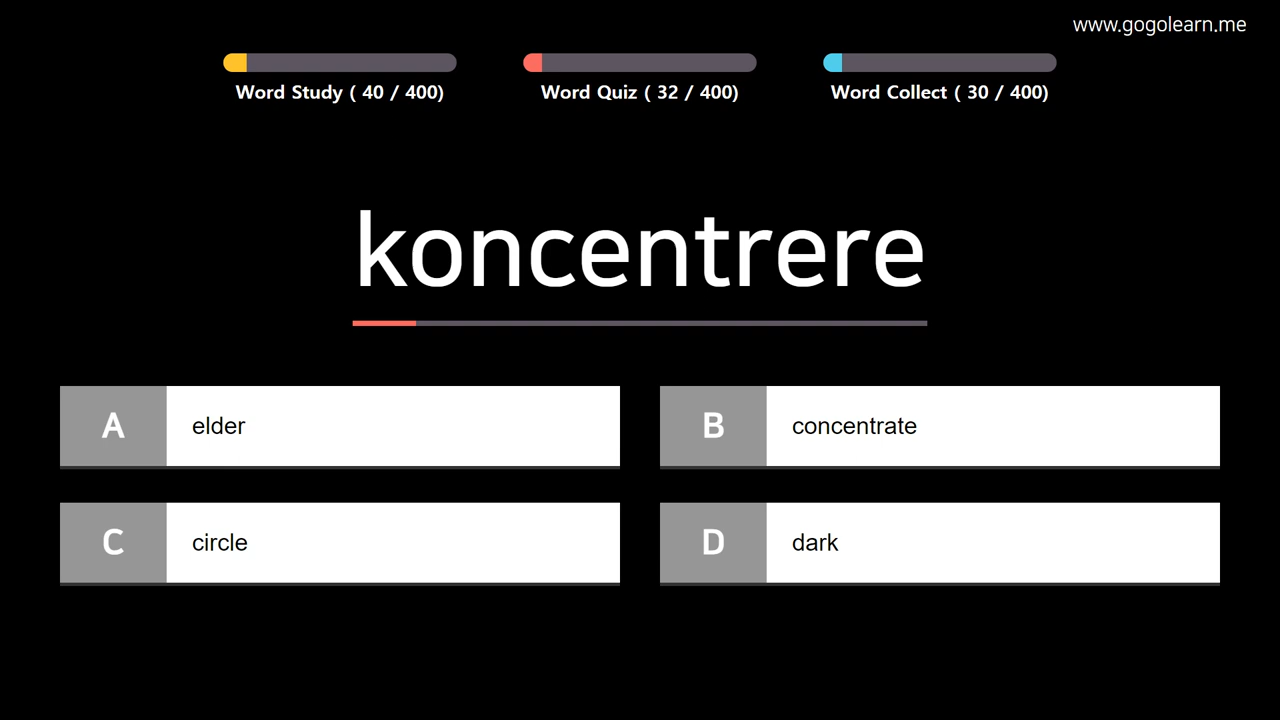 www.gogolearn.me
Word Study ( 40 / 400)
Word Quiz ( 32 / 400)
Word Collect ( 30 / 400)
koncentrere
A elder
B concentrate
C circle
D dark